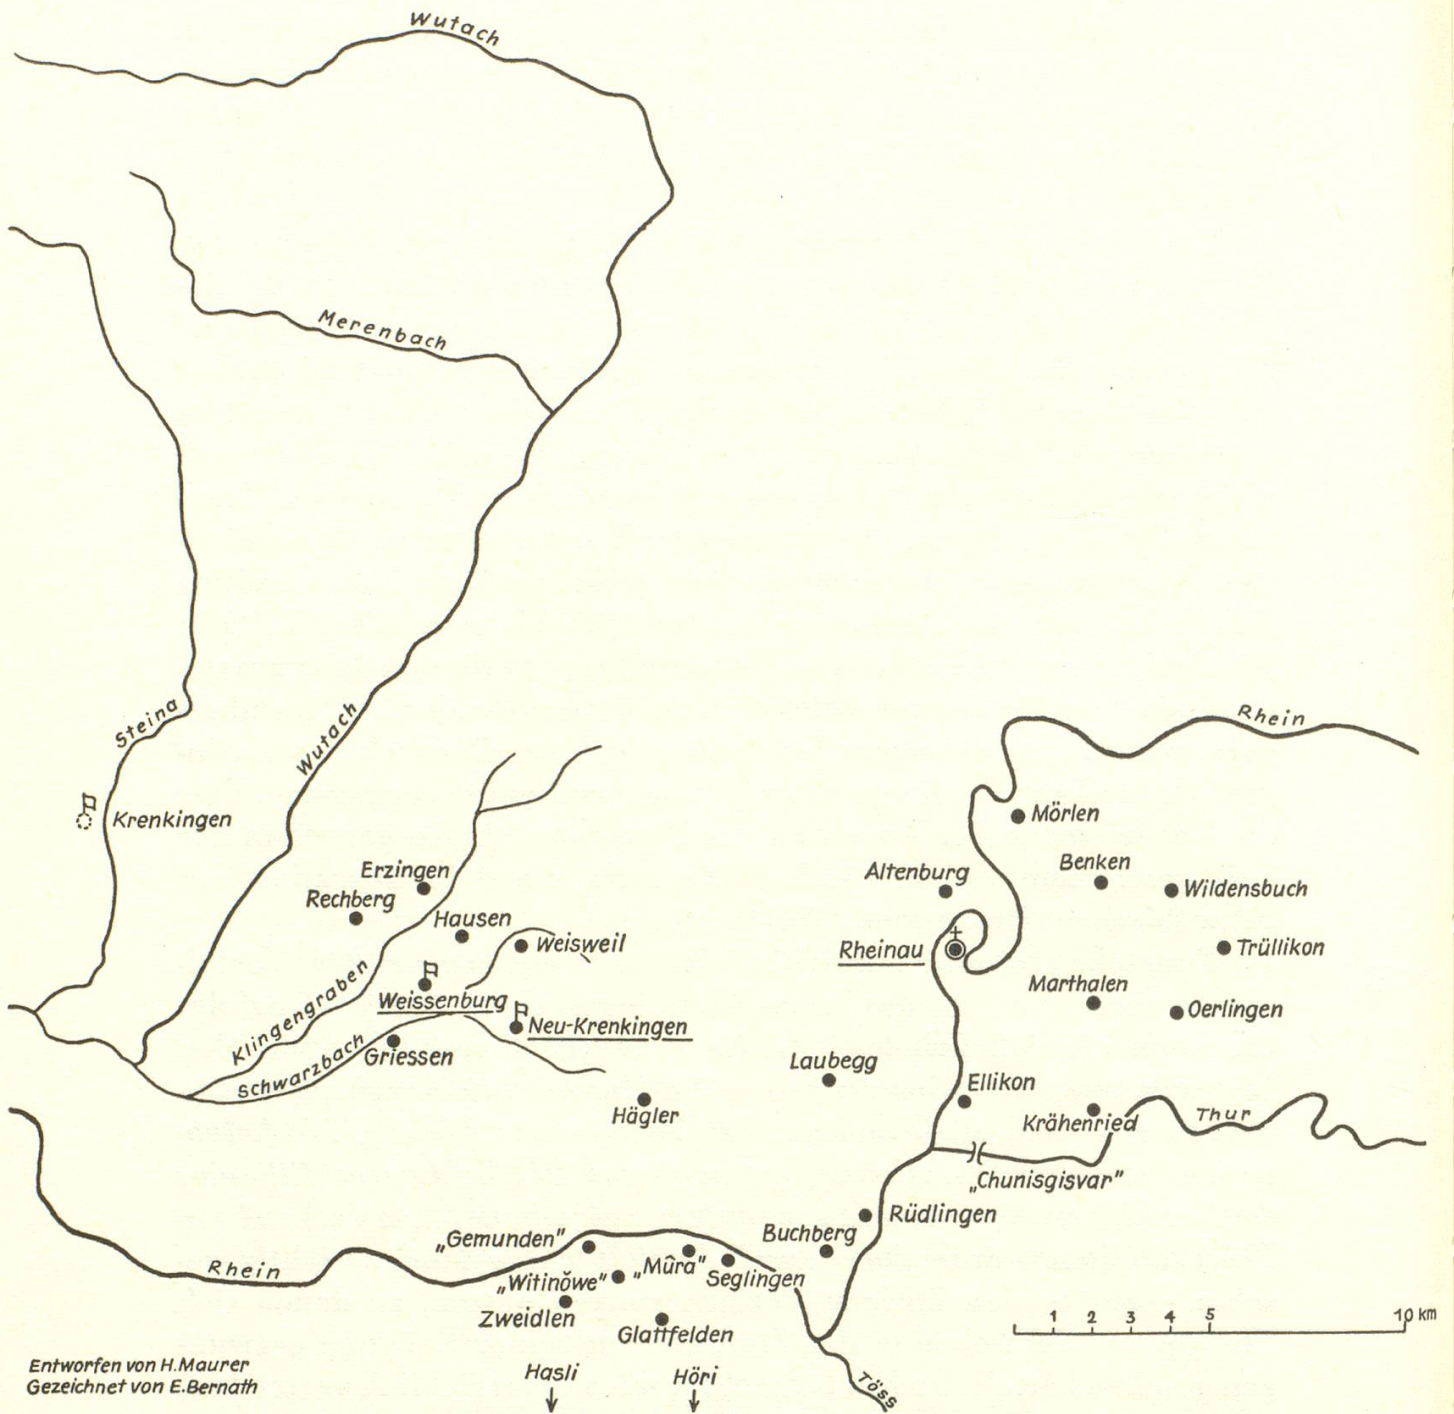 Wutach
Merenbach
Steina
Wutach
Rhein
Krenkingen
Mörlen
Erzingen
Altenburg
Benken
Wildensbuch
Rechberg
Hausen
Weisweil
Rheinau
Trüllikon
Klingengraben
Weissenburg
Marthalen
Oerlingen
Neu-Krenkingen
Schwarzbach
Griessen
Laubegg
Ellikon
Hägler
Krähenried
Thur
„Chunisgisvar"
Rüdlingen
„Gemunden"
Buchberg
Rhein
„Witinŏwe"
„Mûra"
Seglingen
Zweidlen
Glattfelden
1 2 3 4 5 10 km
Hasli
Höri
Töss
Entworfen von H. Maurer
Gezeichnet von E. Bernath